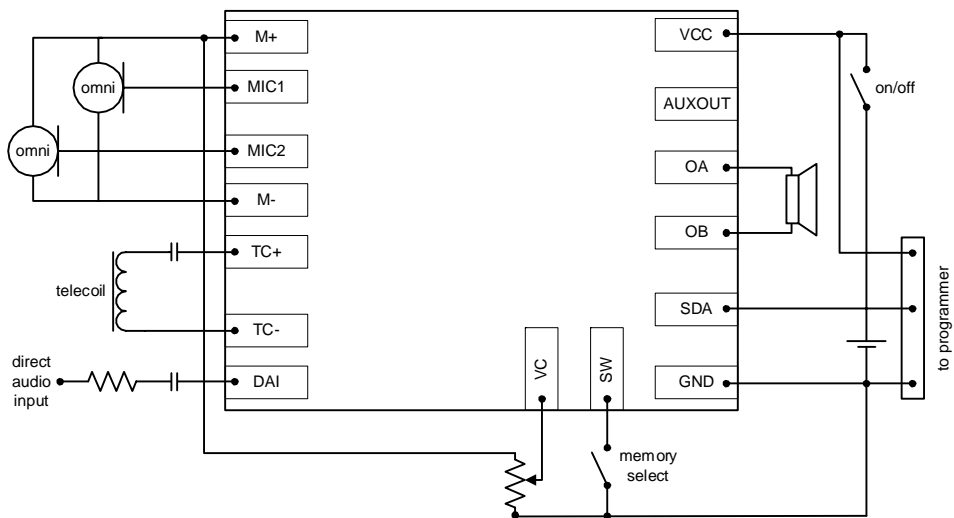 M+
MIC1
MIC2
M-
TC+
TC-
DAI
omni
omni
telecoil
direct
audio
input
VC
SW
memory
select
VCC
AUXOUT
OA
OB
SDA
GND
on/off
to programmer